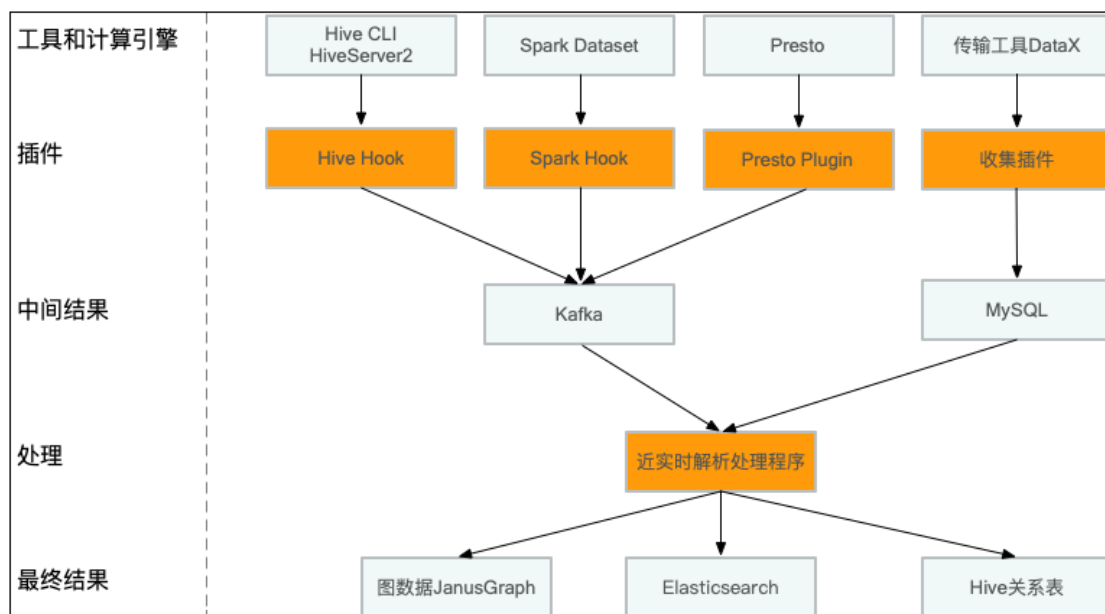 工具和计算引擎
Hive CLI
HiveServer2
Spark Dataset
Presto
传输工具DataX
插件
Hive Hook
Spark Hook
Presto Plugin
收集插件
中间结果
Kafka
MySQL
处理
近实时解析处理程序
最终结果
图数据JanusGraph
Elasticsearch
Hive关系表